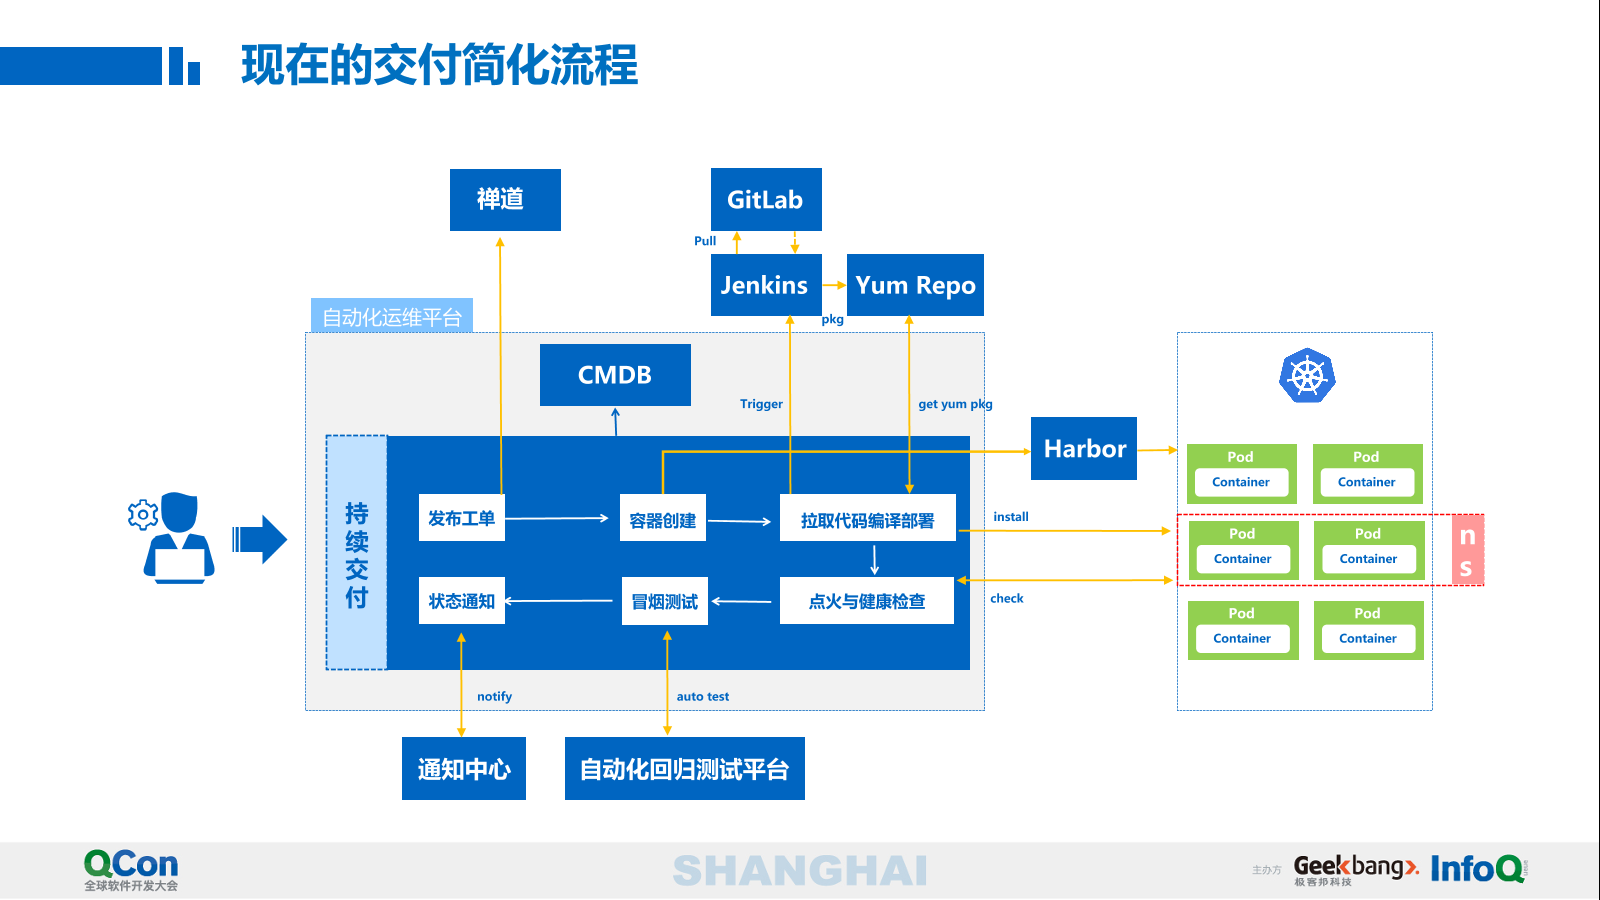 现在的交付简化流程
禅道
GitLab
Pull
Jenkins
Yum Repo
pkg
自动化运维平台
CMDB
Trigger
get yum pkg
Harbor
持续交付
发布工单
容器创建
拉取代码编译部署
install
状态通知
冒烟测试
点火与健康检查
check
notify
auto test
通知中心
自动化回归测试平台
Pod
Container
Pod
Container
Pod
Container
Pod
Container
ns
Pod
Container
Pod
Container
QCon
全球软件开发大会
SHANGHAI
主办方
Geekbang
极客邦科技
InfoQ